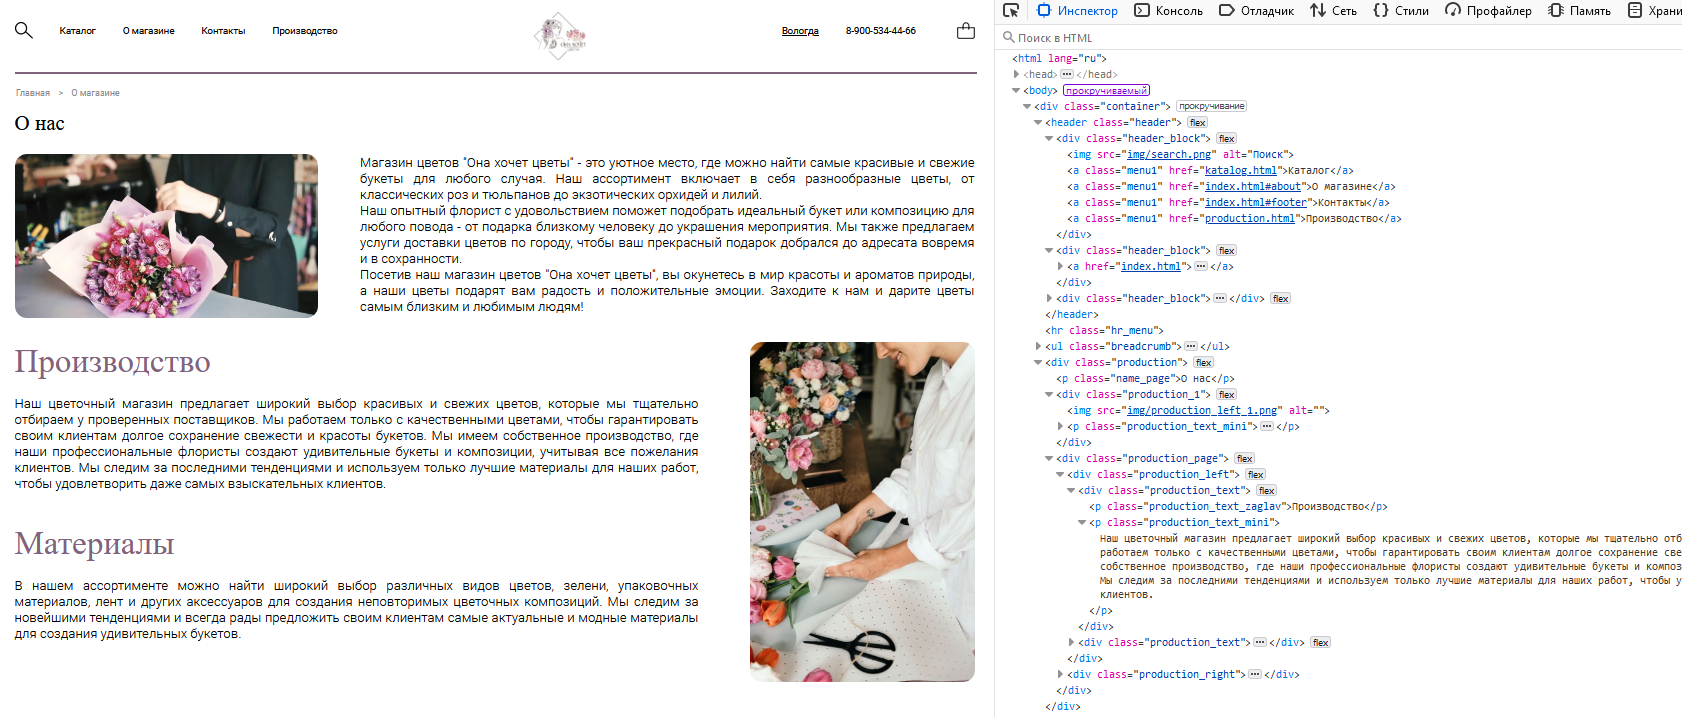 Каталог
О магазине
Контакты
Производство
ОНА ХОЧЕТ
Вологда
8-900-534-44-66
Главная > О магазине
О нас
Магазин цветов "Она хочет цветы" - это уютное место, где можно найти самые красивые и свежие
букеты для любого случая. Наш ассортимент включает в себя разнообразные цветы, от
классических роз и тюльпанов до экзотических орхидей и лилий.
Наш опытный флорист с удовольствием поможет подобрать идеальный букет или композицию для
любого повода - от подарка близкому человеку до украшения мероприятия. Мы также предлагаем
услуги доставки цветов по городу, чтобы ваш прекрасный подарок добрался до адресата вовремя
и в сохранности.
Посетив наш магазин цветов "Она хочет цветы", вы окунетесь в мир красоты и ароматов природы,
а наши цветы подарят вам радость и положительные эмоции. Заходите к нам и дарите цветы
самым близким и любимым людям!
Производство
Наш цветочный магазин предлагает широкий выбор красивых и свежих цветов, которые мы тщательно
отбираем у проверенных поставщиков. Мы работаем только с качественными цветами, чтобы гарантировать
своим клиентам долгое сохранение свежести и красоты букетов. Мы имеем собственное производство, где
наши профессиональные флористы создают удивительные букеты и композиции, учитывая все пожелания
клиентов. Мы следим за последними тенденциями и используем только лучшие материалы для наших работ,
чтобы удовлетворить даже самых взыскательных клиентов.
Материалы
В нашем ассортименте можно найти широкий выбор различных видов цветов, зелени, упаковочных
материалов, лент и других аксессуаров для создания неповторимых цветочных композиций. Мы следим за
новейшими тенденциями и всегда рады предложить своим клиентам самые актуальные и модные материалы
для создания удивительных букетов.
Инспектор
Консоль
Отладчик
Сеть
Стили
Профайлер
Память
Храни
Поиск в HTML
<html lang="ru">
<head> ••• </head>
<body> прокручиваемый
<div class="container"> прокручивание
<header class="header"> flex
<div class="header_block"> flex
<img src="img/search.png" alt="Поиск">
<a class="menu1" href="katalog.html">Каталог</a>
<a class="menu1" href="index.html#about">О магазине</a>
<a class="menu1" href="index.html#footer">Контакты</a>
<a class="menu1" href="production.html">Производство</a>
</div>
<div class="header_block"> flex
<a href="index.html"> ••• </a>
</div>
<div class="header_block"> ••• </div> flex
</header>
<hr class="hr_menu">
<ul class="breadcrumb"> ••• </ul>
<div class="production"> flex
<p class="name_page">О нас</p>
<div class="production_1"> flex
<img src="img/production_left_1.png" alt="">
<p class="production_text_mini"> ••• </p>
</div>
<div class="production_page"> flex
<div class="production_left"> flex
<div class="production_text"> flex
<p class="production_text_zaglav">Производство</p>
<p class="production_text_mini">
Наш цветочный магазин предлагает широкий выбор красивых и свежих цветов, которые мы тщательно отб
работаем только с качественными цветами, чтобы гарантировать своим клиентам долгое сохранение све
собственное производство, где наши профессиональные флористы создают удивительные букеты и композ
Мы следим за последними тенденциями и используем только лучшие материалы для наших работ, чтобы у
клиентов.
</p>
</div>
<div class="production_text"> ••• </div> flex
</div>
<div class="production_right"> ••• </div>
</div>
</div>